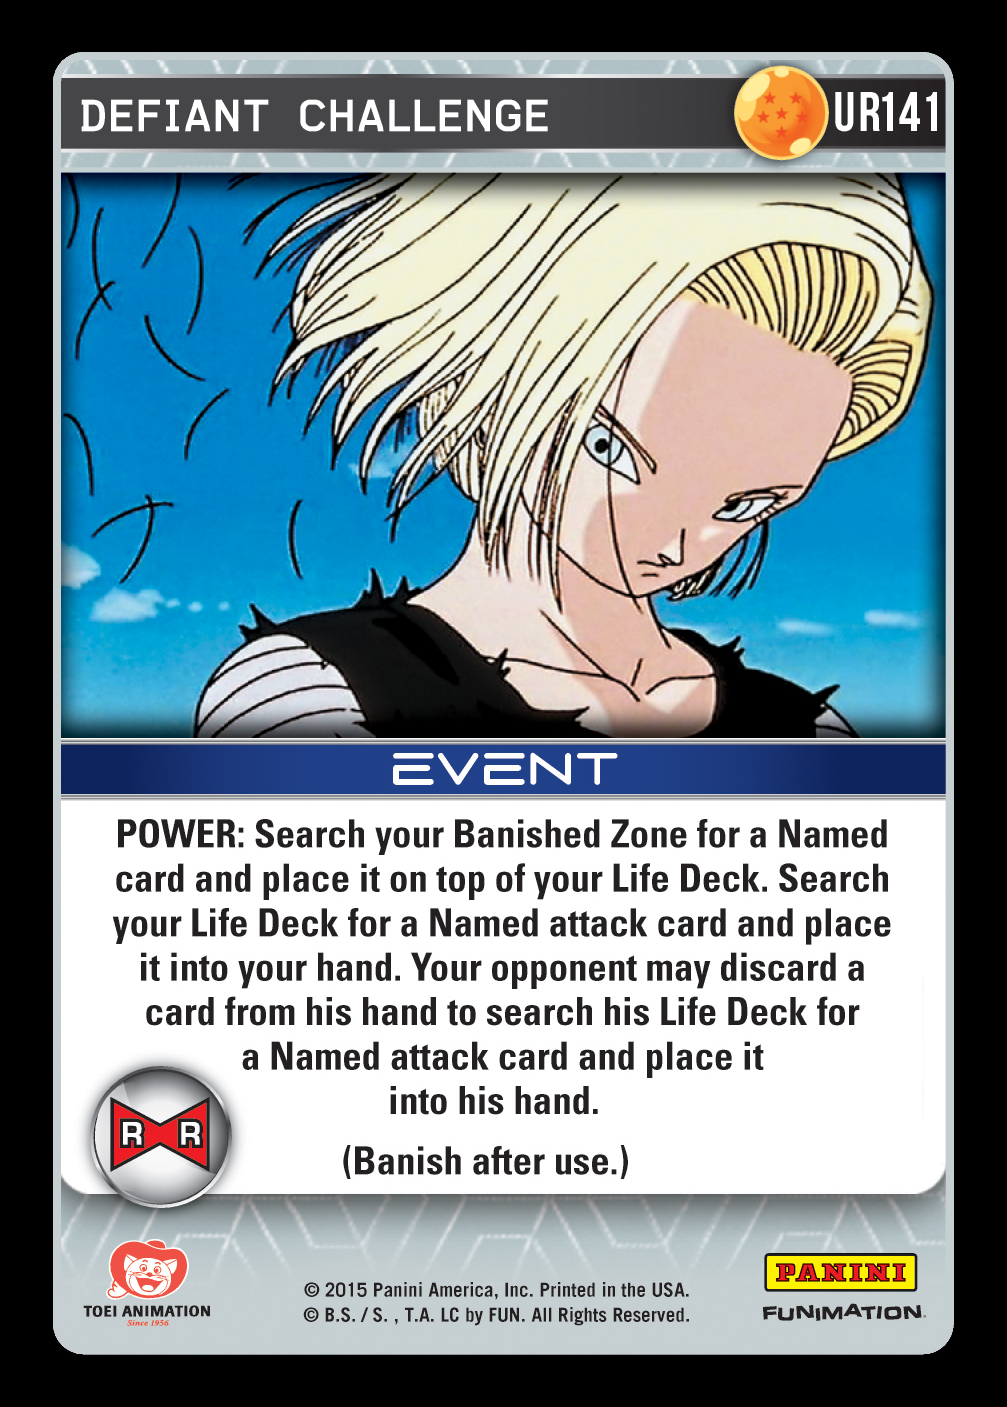 DEFIANT CHALLENGE
UR141
EVENT
POWER: Search your Banished Zone for a Named
card and place it on top of your Life Deck. Search
your Life Deck for a Named attack card and place
it into your hand. Your opponent may discard a
card from his hand to search his Life Deck for
a Named attack card and place it
into his hand.
(Banish after use.)
R R
TOEI ANIMATION
Since 1956
© 2015 Panini America, Inc. Printed in the USA.
© B.S. / S. , T.A. LC by FUN. All Rights Reserved.
PANINI
FUNIMATION